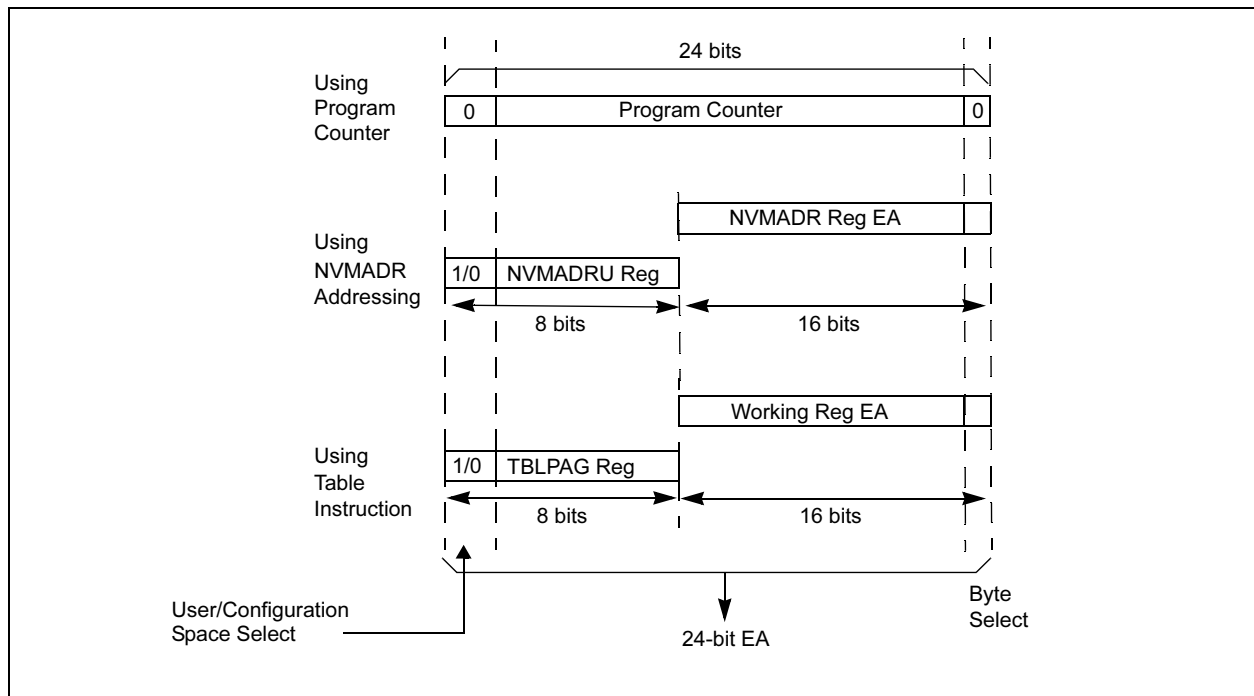 24 bits
Using
Program
Counter
0
Program Counter
0
NVMADR Reg EA
Using
NVMADR
Addressing
1/0
NVMADRU Reg
8 bits
16 bits
Working Reg EA
Using
Table
Instruction
1/0
TBLPAG Reg
8 bits
16 bits
User/Configuration
Space Select
24-bit EA
Byte
Select